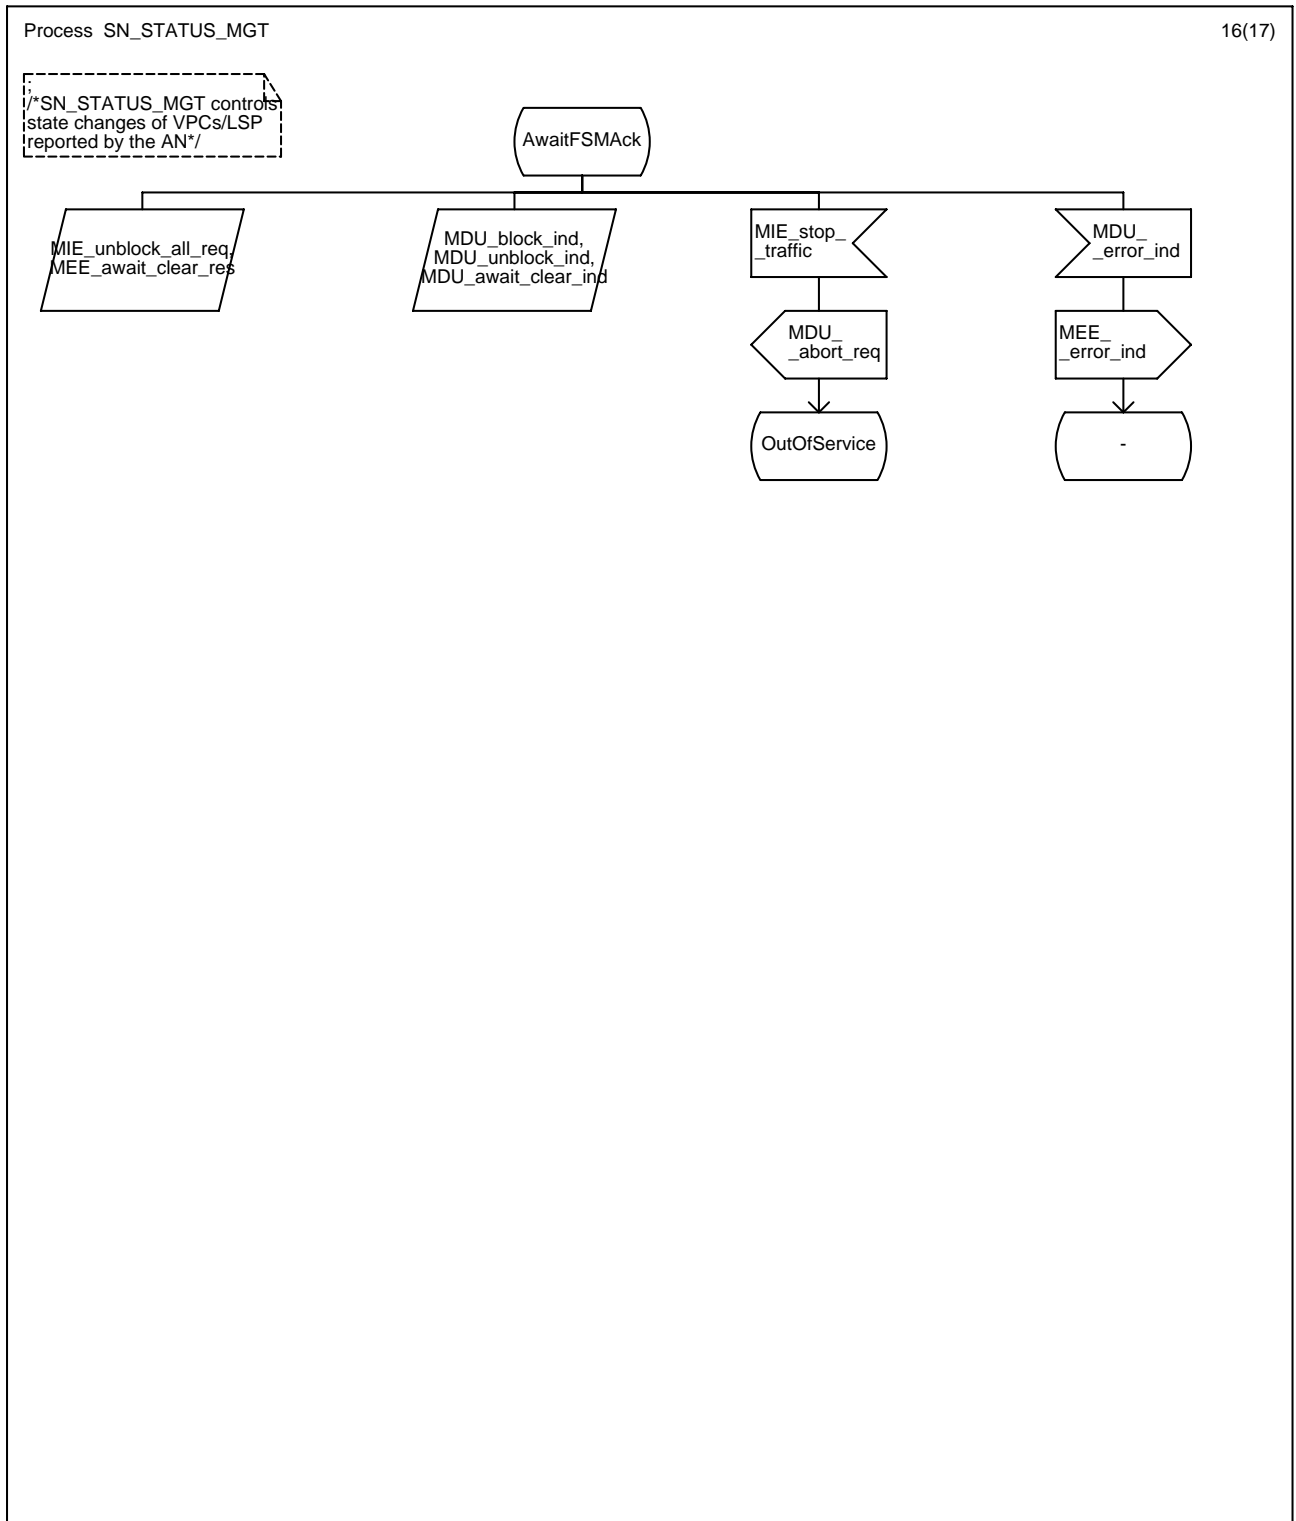 Process SN_STATUS_MGT
16(17)
;
/*SN_STATUS_MGT controls
state changes of VPCs/LSP
reported by the AN*/
AwaitFSMAck
MIE_unblock_all_req,
MEE_await_clear_res
MDU_block_ind,
MDU_unblock_ind,
MDU_await_clear_ind
MIE_stop_
_traffic
MDU_
_error_ind
MDU_
_abort_req
MEE_
_error_ind
OutOfService
-